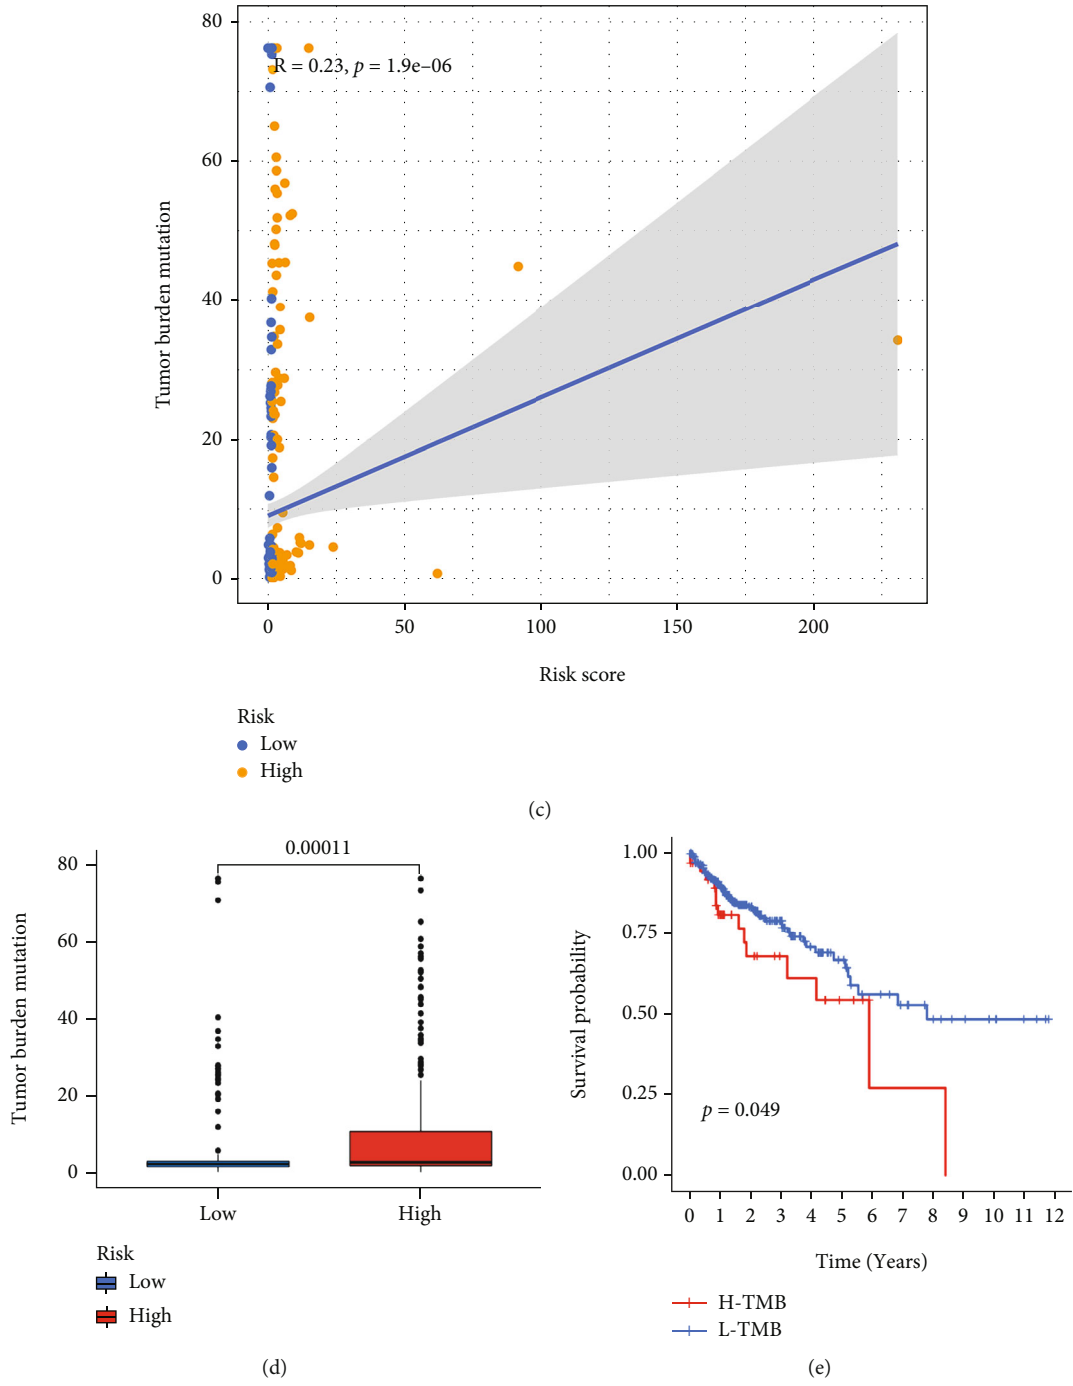 80
60
40
20
0
Tumor burden mutation
R = 0.23, p = 1.9e–06
0 50 100 150 200
Risk score
Risk
Low
High
(c)
80
60
40
20
0
Tumor burden mutation
0.00011
Low High
Risk
Low
High
(d)
1.00
0.75
0.50
0.25
0.00
Survival probability
p = 0.049
0 1 2 3 4 5 6 7 8 9 10 11 12
Time (Years)
H-TMB
L-TMB
(e)